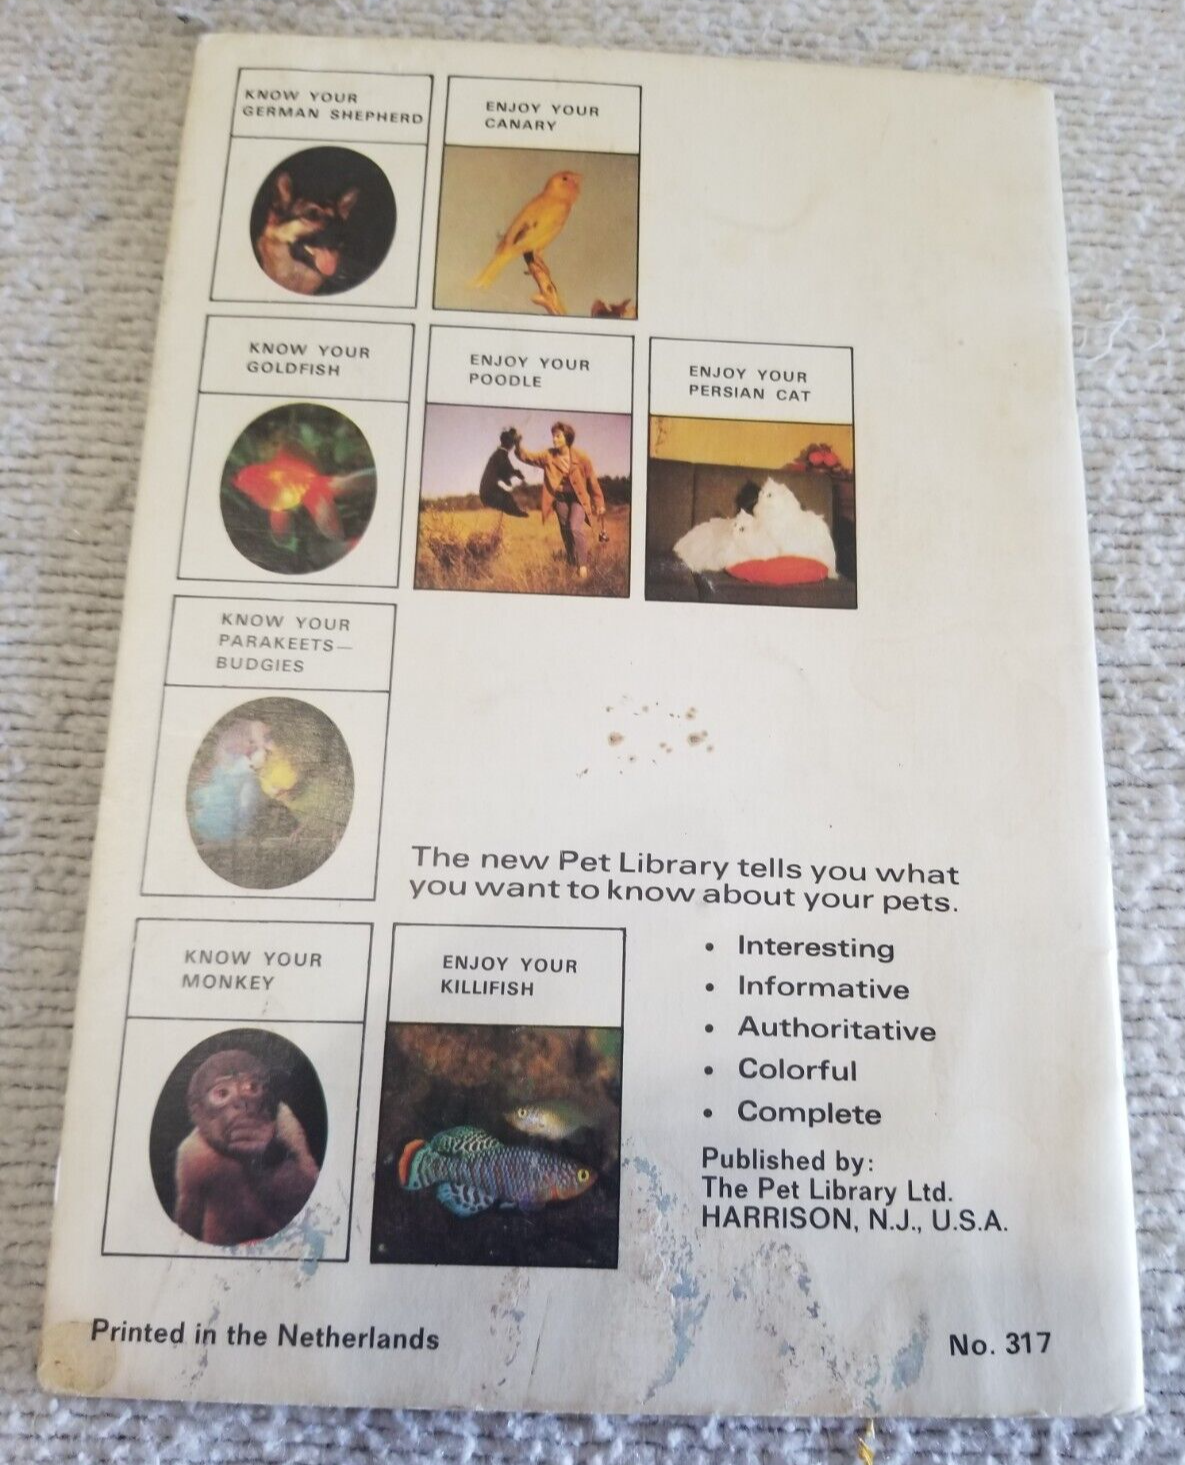 KNOW YOUR
GERMAN SHEPHERD
ENJOY YOUR
CANARY
KNOW YOUR
GOLDFISH
ENJOY YOUR
POODLE
ENJOY YOUR
PERSIAN CAT
KNOW YOUR
PARAKEETS—
BUDGIES
The new Pet Library tells you what
you want to know about your pets.
KNOW YOUR
MONKEY
ENJOY YOUR
KILLIFISH
• Interesting
• Informative
• Authoritative
• Colorful
• Complete
Published by:
The Pet Library Ltd.
HARRISON, N.J., U.S.A.
Printed in the Netherlands
No. 317